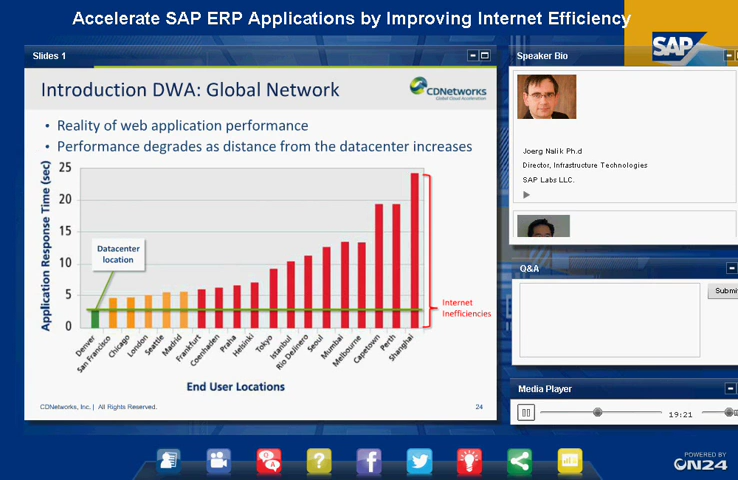 Accelerate SAP ERP Applications by Improving Internet Efficiency
SAP
Slides 1
Introduction DWA: Global Network
CDNetworks
Global Cloud Acceleration
• Reality of web application performance
• Performance degrades as distance from the datacenter increases
Application Response Time (sec)
25
20
15
10
5
0
Datacenter
location
Internet
Inefficiencies
Denver
San Francisco
Chicago
London
Seattle
Madrid
Frankfurt
Coenhaden
Praha
Helsinki
Tokyo
Istanbul
Rio DeJinero
Seoul
Mumbai
Melbourne
Capetown
Perth
Shanghai
End User Locations
CDNetworks, Inc. | All Rights Reserved.
24
Speaker Bio
Joerg Nalik Ph.d
Director, Infrastructure Technologies
SAP Labs LLC.
Q&A
Submi
Media Player
19:21
Q
A
?
f
POWERED BY
ON24